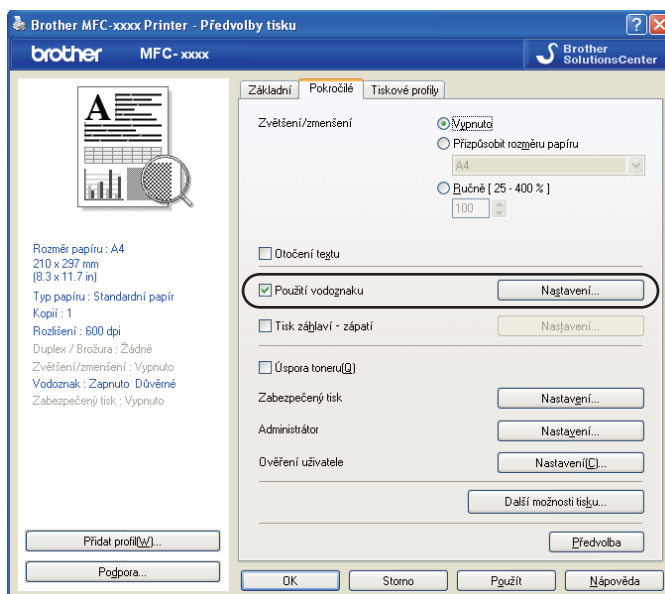 Brother MFC-xxxx Printer - Předvolby tisku
brother MFC- xxxx
Brother
SolutionsCenter
A
Rozměr papíru : A4
210 x 297 mm
(8.3 x 11.7 in)
Typ papíru : Standardní papír
Kopií : 1
Rozlišení : 600 dpi
Duplex / Brožura : Žádné
Zvětšení/zmenšení : Vypnuto
Vodoznak : Zapnuto Důvěrné
Zabezpečený tisk : Vypnuto
Přidat profil(W)...
Podpora...
Základní Pokročilé Tiskové profily
Zvětšení/zmenšení
Vypnuto
Přizpůsobit rozměru papíru
A4
Ručně [ 25 - 400 % ]
100
Otočení textu
Použití vodoznaku Nastavení...
Tisk záhlaví - zápatí Nastavení...
Úspora toneru(Q)
Zabezpečený tisk Nastavení...
Administrátor Nastavení...
Ověření uživatele Nastavení(C)...
Další možnosti tisku...
Předvolba
OK Storno Použít Nápověda